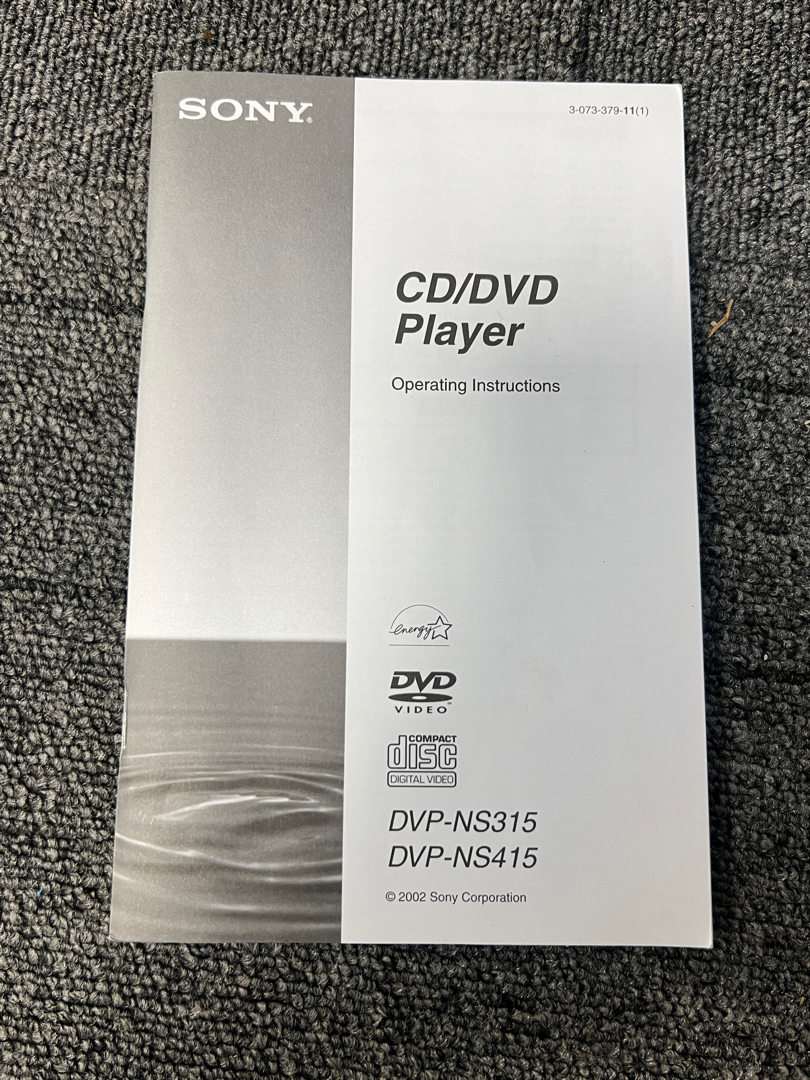 SONY®
3-073-379-11(1)
CD/DVD
Player
Operating Instructions
energy
DVD
VIDEO™
COMPACT
disc
DIGITAL VIDEO
DVP-NS315
DVP-NS415
© 2002 Sony Corporation